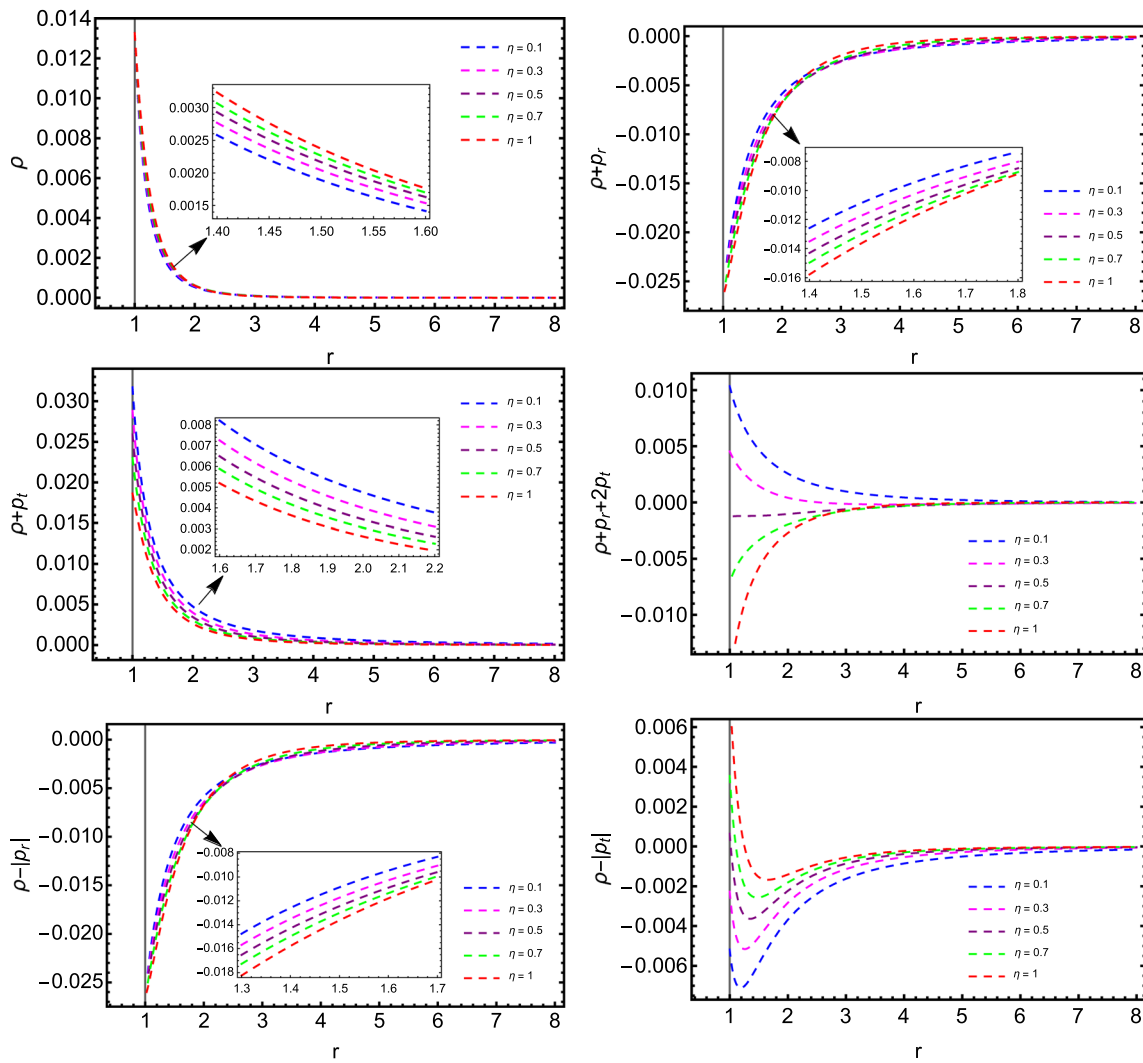 ρ
0.014
0.012
0.010
0.008
0.006
0.004
0.002
0.000
η = 0.1
η = 0.3
η = 0.5
η = 0.7
η = 1
0.0030
0.0025
0.0020
0.0015
1.40 1.45 1.50 1.55 1.60
1 2 3 4 5 6 7 8
r
ρ+pr
0.000
−0.005
−0.010
−0.015
−0.020
−0.025
−0.008
−0.010
−0.012
−0.014
−0.016
1.4 1.5 1.6 1.7 1.8
η = 0.1
η = 0.3
η = 0.5
η = 0.7
η = 1
1 2 3 4 5 6 7 8
r
ρ+pt
0.030
0.025
0.020
0.015
0.010
0.005
0.000
η = 0.1
η = 0.3
η = 0.5
η = 0.7
η = 1
0.008
0.007
0.006
0.005
0.004
0.003
0.002
1.6 1.7 1.8 1.9 2.0 2.1 2.2
1 2 3 4 5 6 7 8
r
ρ+pr+2pt
0.010
0.005
0.000
−0.005
−0.010
η = 0.1
η = 0.3
η = 0.5
η = 0.7
η = 1
1 2 3 4 5 6 7 8
r
ρ−|pr|
0.000
−0.005
−0.010
−0.015
−0.020
−0.025
−0.008
−0.010
−0.012
−0.014
−0.016
−0.018
1.3 1.4 1.5 1.6 1.7
η = 0.1
η = 0.3
η = 0.5
η = 0.7
η = 1
1 2 3 4 5 6 7 8
r
ρ−|pt|
0.006
0.004
0.002
0.000
−0.002
−0.004
−0.006
η = 0.1
η = 0.3
η = 0.5
η = 0.7
η = 1
1 2 3 4 5 6 7 8
r